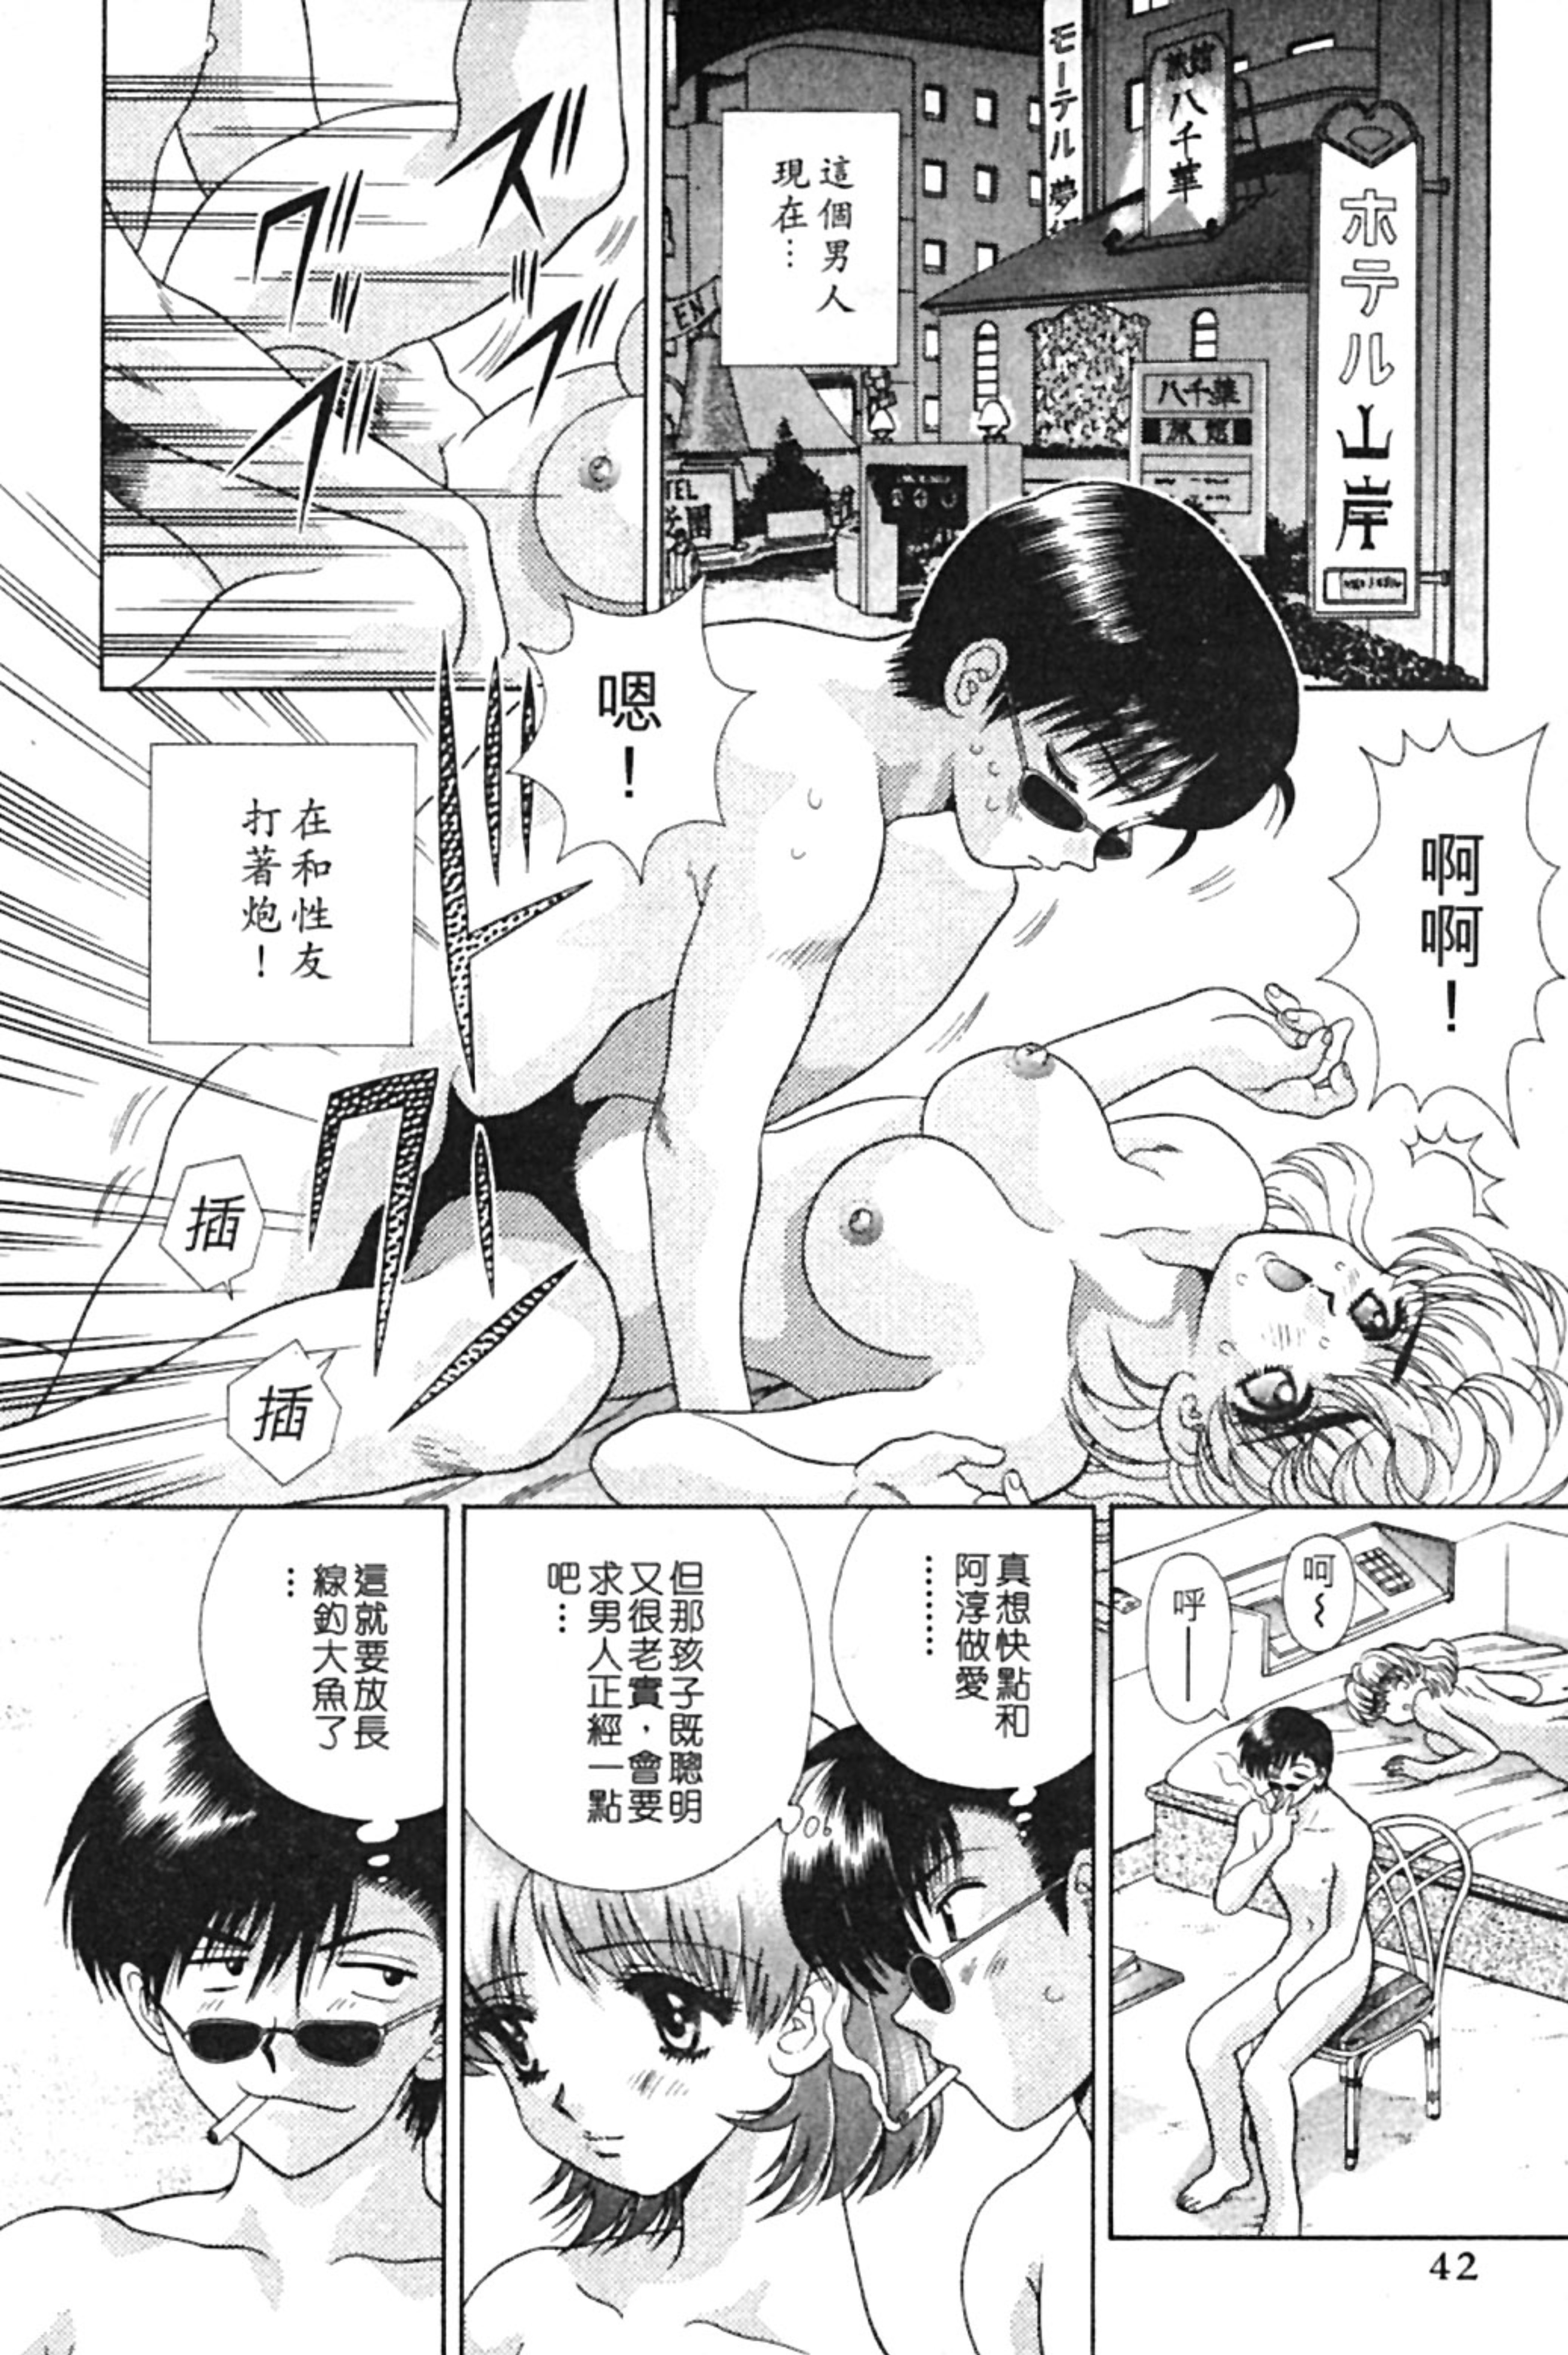 モーテル夢
旅館八千華
ホテル山岸
這個男人
現在…
EN
八千華
旅館
TEL
嗯！
啊啊！
在和性友
打著炮！
插
插
呵～
呼——
真想快點和
阿淳做愛
………
但那孩子既聰明
又很老實，會要
求男人正經一點
吧…
這就要放長
線釣大魚了
…
42